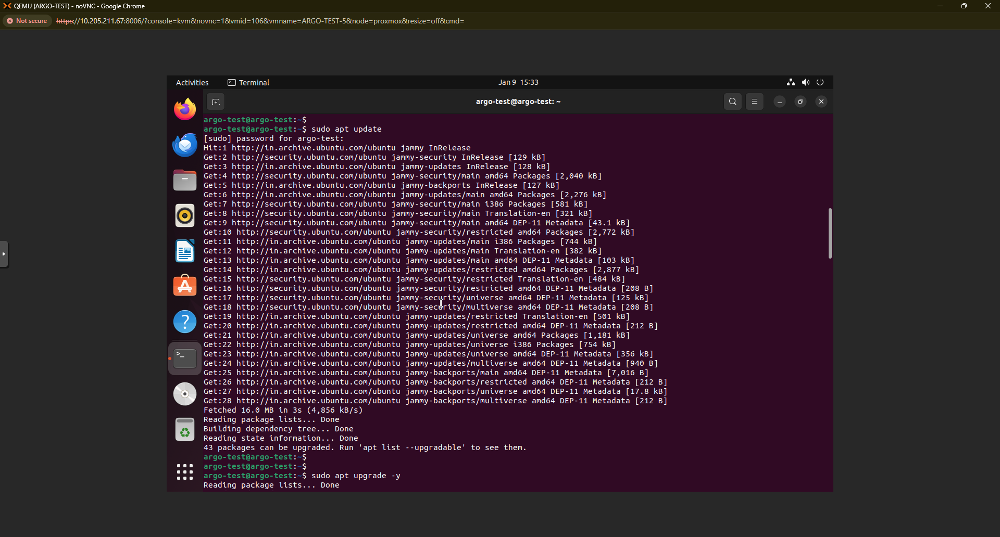 QEMU (ARGO-TEST) - noVNC - Google Chrome
Not secure https://10.205.211.67:8006/?console=kvm&novnc=1&vmid=106&vmname=ARGO-TEST-5&node=proxmox&resize=off&cmd=
Activities Terminal Jan 9 15:33
argo-test@argo-test: ~
argo-test@argo-test:~$
argo-test@argo-test:~$ sudo apt update
[sudo] password for argo-test:
Hit:1 http://in.archive.ubuntu.com/ubuntu jammy InRelease
Get:2 http://security.ubuntu.com/ubuntu jammy-security InRelease [129 kB]
Get:3 http://in.archive.ubuntu.com/ubuntu jammy-updates InRelease [128 kB]
Get:4 http://security.ubuntu.com/ubuntu jammy-security/main amd64 Packages [2,040 kB]
Get:5 http://in.archive.ubuntu.com/ubuntu jammy-backports InRelease [127 kB]
Get:6 http://in.archive.ubuntu.com/ubuntu jammy-updates/main amd64 Packages [2,276 kB]
Get:7 http://security.ubuntu.com/ubuntu jammy-security/main i386 Packages [581 kB]
Get:8 http://security.ubuntu.com/ubuntu jammy-security/main Translation-en [321 kB]
Get:9 http://security.ubuntu.com/ubuntu jammy-security/main amd64 DEP-11 Metadata [43.1 kB]
Get:10 http://security.ubuntu.com/ubuntu jammy-security/restricted amd64 Packages [2,772 kB]
Get:11 http://in.archive.ubuntu.com/ubuntu jammy-updates/main i386 Packages [744 kB]
Get:12 http://in.archive.ubuntu.com/ubuntu jammy-updates/main Translation-en [382 kB]
Get:13 http://in.archive.ubuntu.com/ubuntu jammy-updates/main amd64 DEP-11 Metadata [103 kB]
Get:14 http://in.archive.ubuntu.com/ubuntu jammy-updates/restricted amd64 Packages [2,877 kB]
Get:15 http://security.ubuntu.com/ubuntu jammy-security/restricted Translation-en [484 kB]
Get:16 http://security.ubuntu.com/ubuntu jammy-security/restricted amd64 DEP-11 Metadata [208 B]
Get:17 http://security.ubuntu.com/ubuntu jammy-security/universe amd64 DEP-11 Metadata [125 kB]
Get:18 http://security.ubuntu.com/ubuntu jammy-security/multiverse amd64 DEP-11 Metadata [208 B]
Get:19 http://in.archive.ubuntu.com/ubuntu jammy-updates/restricted Translation-en [501 kB]
Get:20 http://in.archive.ubuntu.com/ubuntu jammy-updates/restricted amd64 DEP-11 Metadata [212 B]
Get:21 http://in.archive.ubuntu.com/ubuntu jammy-updates/universe amd64 Packages [1,181 kB]
Get:22 http://in.archive.ubuntu.com/ubuntu jammy-updates/universe i386 Packages [754 kB]
Get:23 http://in.archive.ubuntu.com/ubuntu jammy-updates/universe amd64 DEP-11 Metadata [356 kB]
Get:24 http://in.archive.ubuntu.com/ubuntu jammy-updates/multiverse amd64 DEP-11 Metadata [940 B]
Get:25 http://in.archive.ubuntu.com/ubuntu jammy-backports/main amd64 DEP-11 Metadata [7,016 B]
Get:26 http://in.archive.ubuntu.com/ubuntu jammy-backports/restricted amd64 DEP-11 Metadata [212 B]
Get:27 http://in.archive.ubuntu.com/ubuntu jammy-backports/universe amd64 DEP-11 Metadata [17.8 kB]
Get:28 http://in.archive.ubuntu.com/ubuntu jammy-backports/multiverse amd64 DEP-11 Metadata [212 B]
Fetched 16.0 MB in 3s (4,856 kB/s)
Reading package lists... Done
Building dependency tree... Done
Reading state information... Done
43 packages can be upgraded. Run 'apt list --upgradable' to see them.
argo-test@argo-test:~$
argo-test@argo-test:~$
argo-test@argo-test:~$ sudo apt upgrade -y
Reading package lists... Done